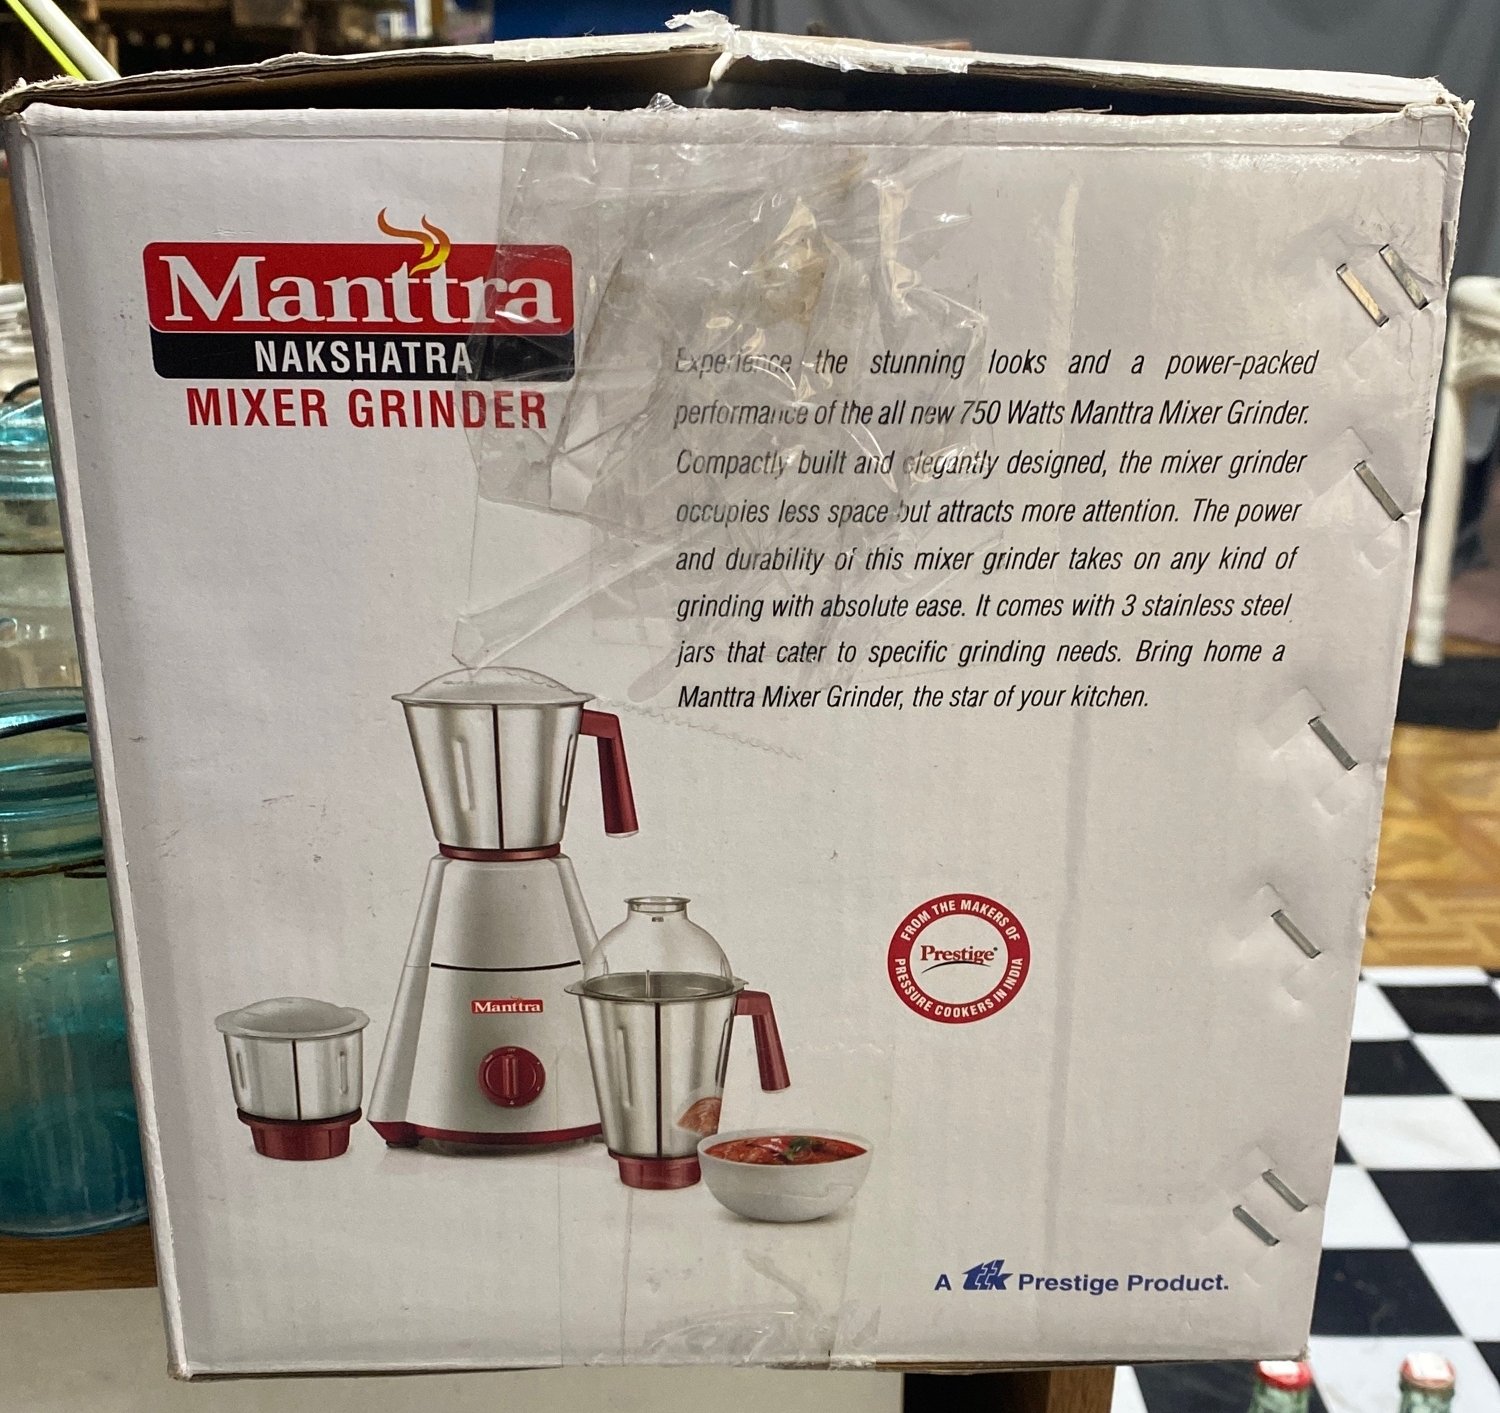 Manttra
NAKSHATRA
MIXER GRINDER
Experience the stunning looks and a power-packed
performance of the all new 750 Watts Manttra Mixer Grinder.
Compactly built and elegantly designed, the mixer grinder
occupies less space but attracts more attention. The power
and durability of this mixer grinder takes on any kind of
grinding with absolute ease. It comes with 3 stainless steel
jars that cater to specific grinding needs. Bring home a
Manttra Mixer Grinder, the star of your kitchen.
FROM THE MAKERS OF
Prestige
PRESSURE COOKERS IN INDIA
Manttra
A ttk Prestige Product.